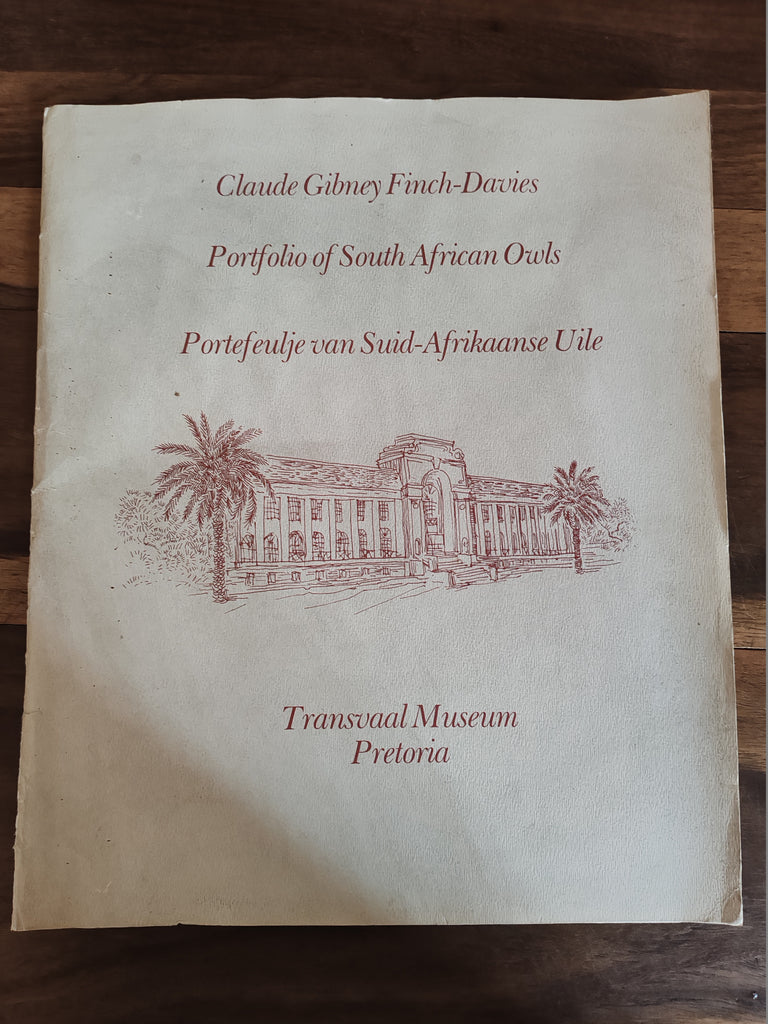 Claude Gibney Finch-Davies
Portfolio of South African Owls
Portefeulje van Suid-Afrikaanse Uile
Transvaal Museum
Pretoria